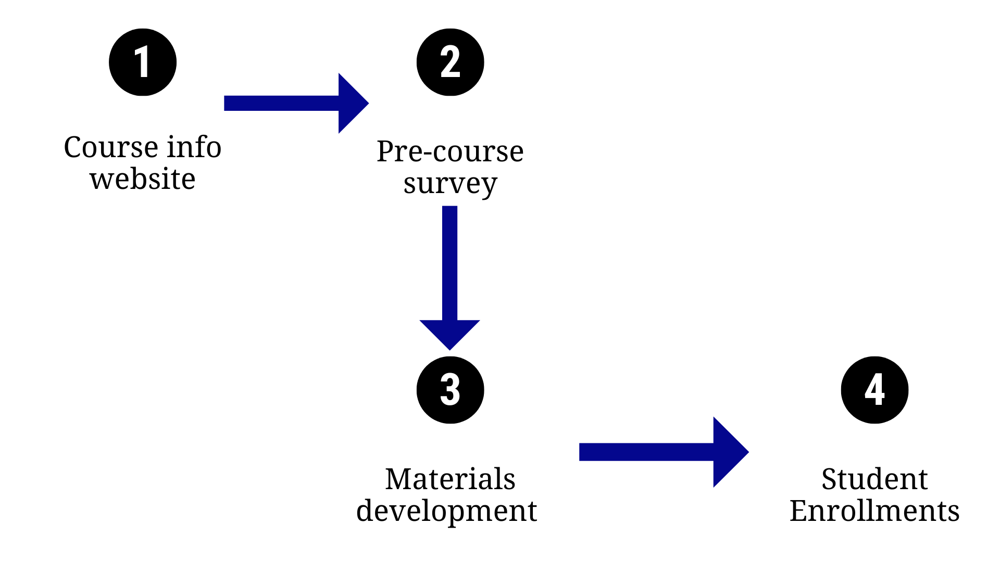 1
Course info
website
2
Pre-course
survey
3
Materials
development
4
Student
Enrollments